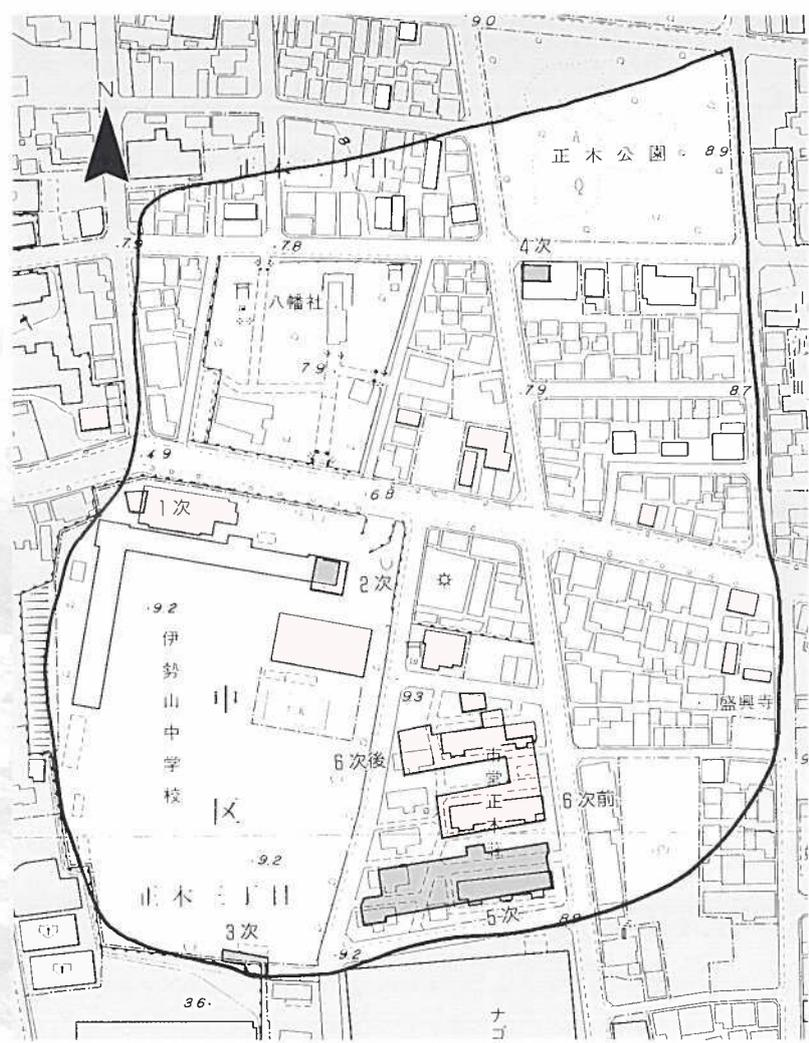 9.0
N
正木公園
8.9
Q
7.9
7.8
4次
八幡社
7.9
7.9
8.7
4.9
6.8
1次
2次
9.2
伊勢山中学校
中
9.3
盛興寺
6次後
市営正木荘
6次前
区
9.2
正木三丁目
5次
8.9
3次
9.2
3.6
ナゴ